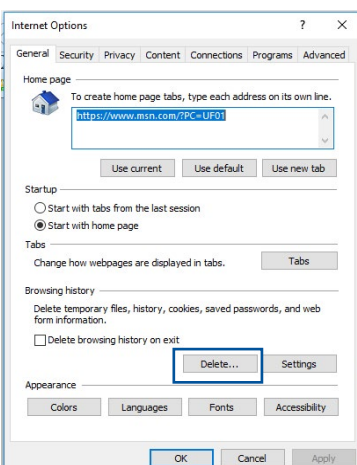 Internet Options ? ×
General Security Privacy Content Connections Programs Advanced
Home page
To create home page tabs, type each address on its own line.
https://www.msn.com/?PC=UF01
Use current Use default Use new tab
Startup
Start with tabs from the last session
Start with home page
Tabs
Change how webpages are displayed in tabs. Tabs
Browsing history
Delete temporary files, history, cookies, saved passwords, and web
form information.
Delete browsing history on exit
Delete... Settings
Appearance
Colors Languages Fonts Accessibility
OK Cancel Apply